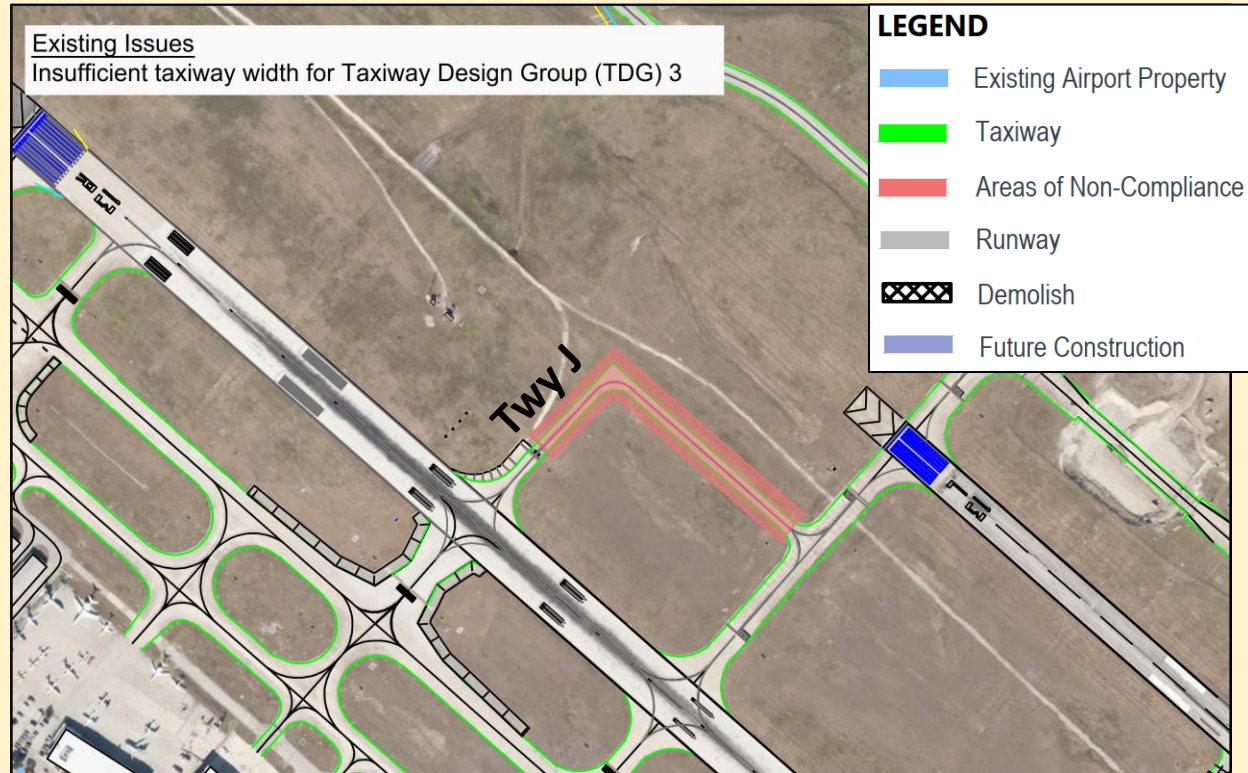 Existing Issues
Insufficient taxiway width for Taxiway Design Group (TDG) 3
LEGEND
Existing Airport Property
Taxiway
Areas of Non-Compliance
Runway
Demolish
Future Construction
Twy J